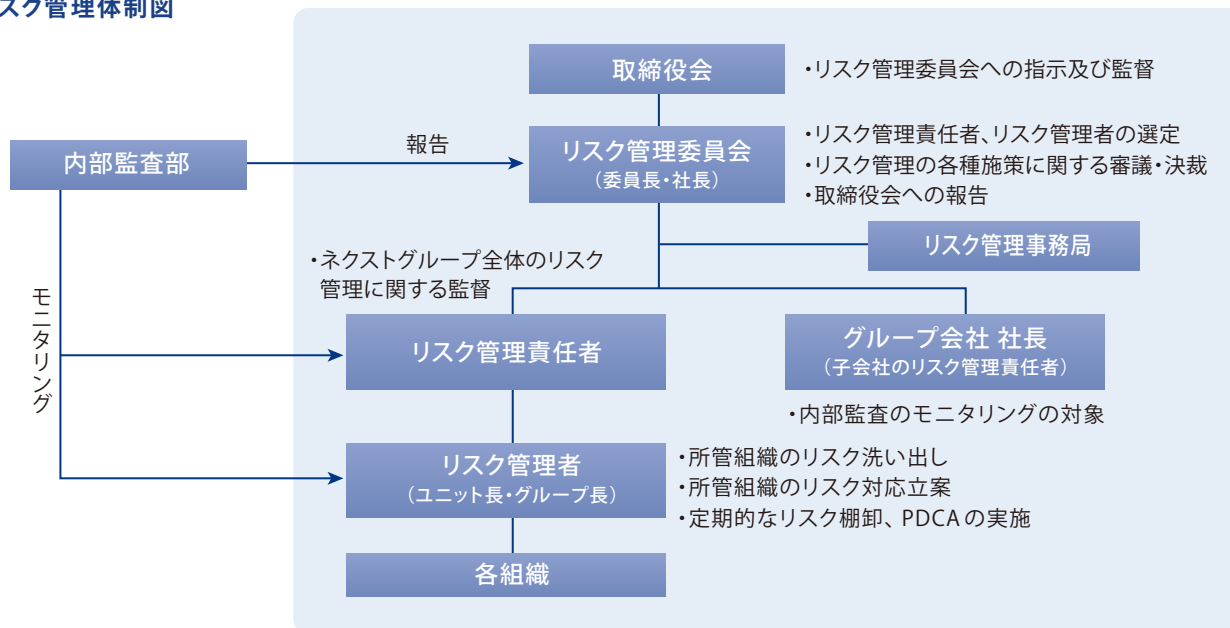 スク管理体制図
取締役会
・リスク管理委員会への指示及び監督
内部監査部
報告
リスク管理委員会
（委員長・社長）
・リスク管理責任者、リスク管理者の選定
・リスク管理の各種施策に関する審議・決裁
・取締役会への報告
リスク管理事務局
・ネクストグループ全体のリスク
管理に関する監督
モニタリング
リスク管理責任者
グループ会社 社長
（子会社のリスク管理責任者）
・内部監査のモニタリングの対象
リスク管理者
（ユニット長・グループ長）
・所管組織のリスク洗い出し
・所管組織のリスク対応立案
・定期的なリスク棚卸、PDCAの実施
各組織